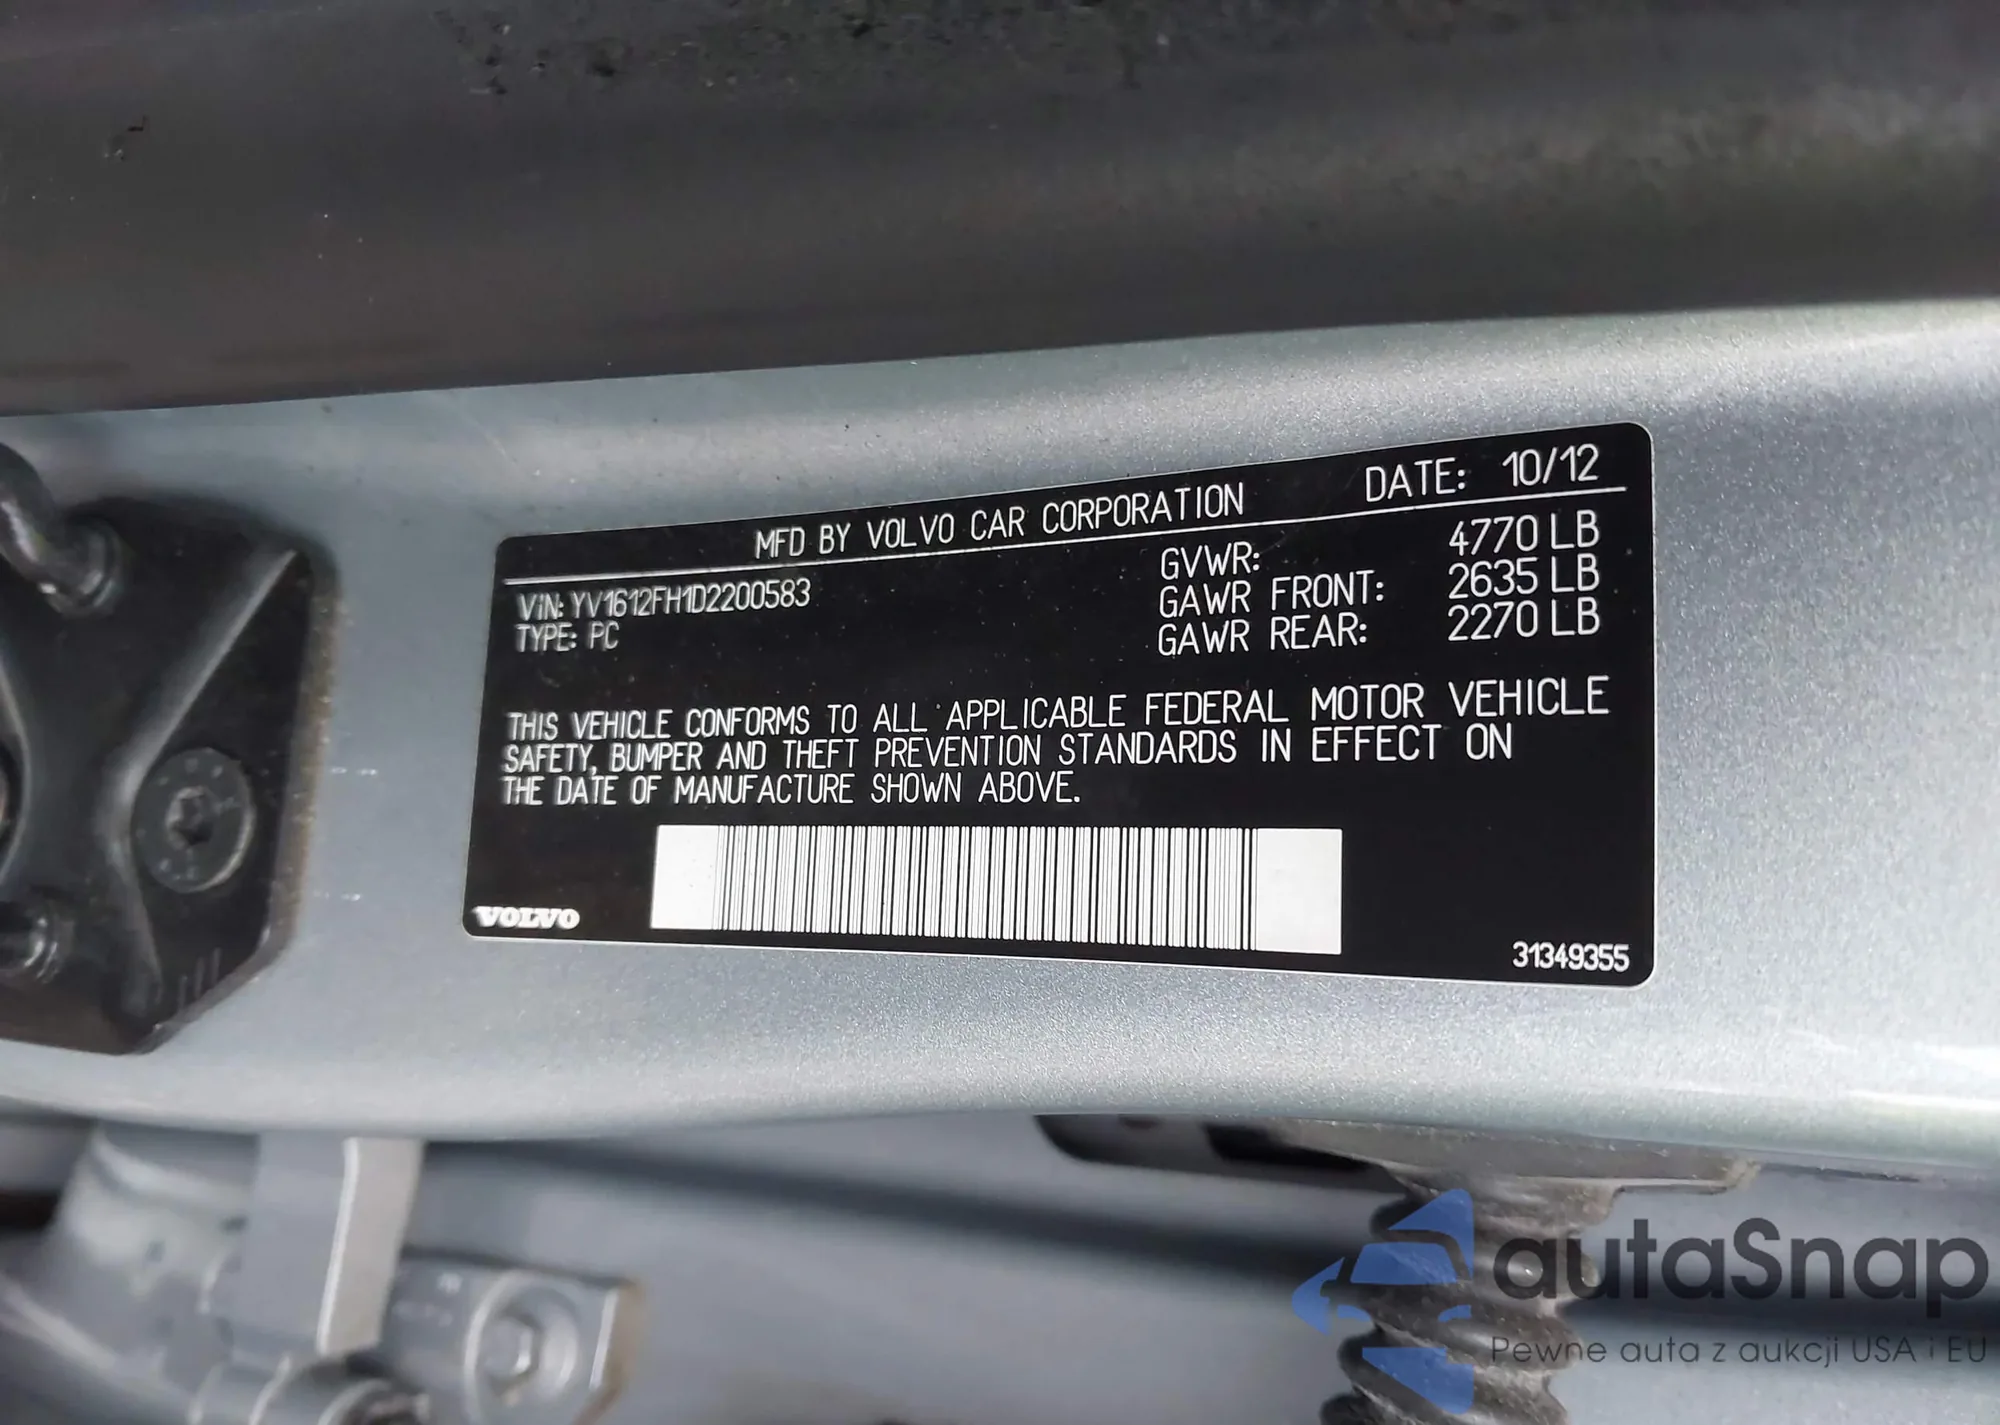 MFD BY VOLVO CAR CORPORATION DATE: 10/12
VIN: YV1612FH1D2200583
TYPE: PC
GVWR: 4770 LB
GAWR FRONT: 2635 LB
GAWR REAR: 2270 LB
THIS VEHICLE CONFORMS TO ALL APPLICABLE FEDERAL MOTOR VEHICLE
SAFETY, BUMPER AND THEFT PREVENTION STANDARDS IN EFFECT ON
THE DATE OF MANUFACTURE SHOWN ABOVE.
VOLVO
31349355
autoSnap
Pewne auta z aukcji USA i EU